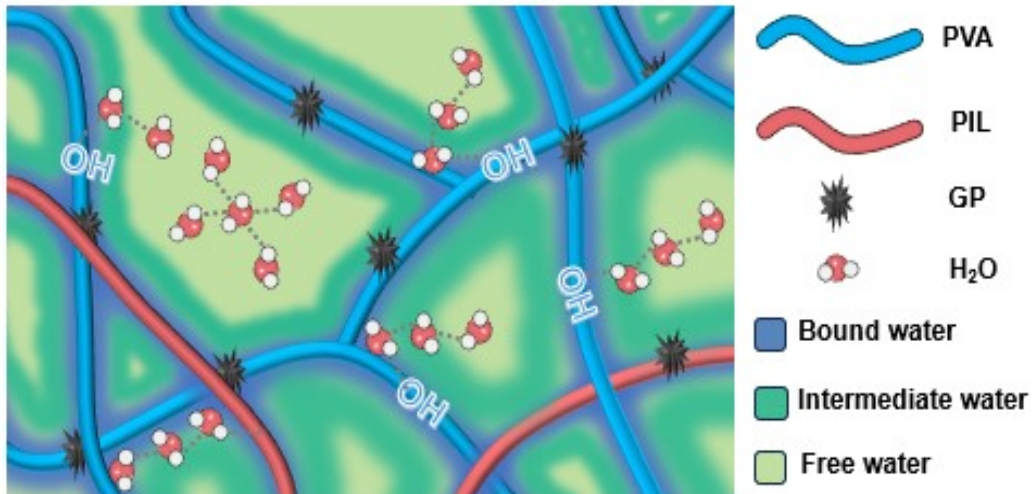 PVA
PIL
GP
H₂O
Bound water
Intermediate water
Free water
OH
OH
OH
OH